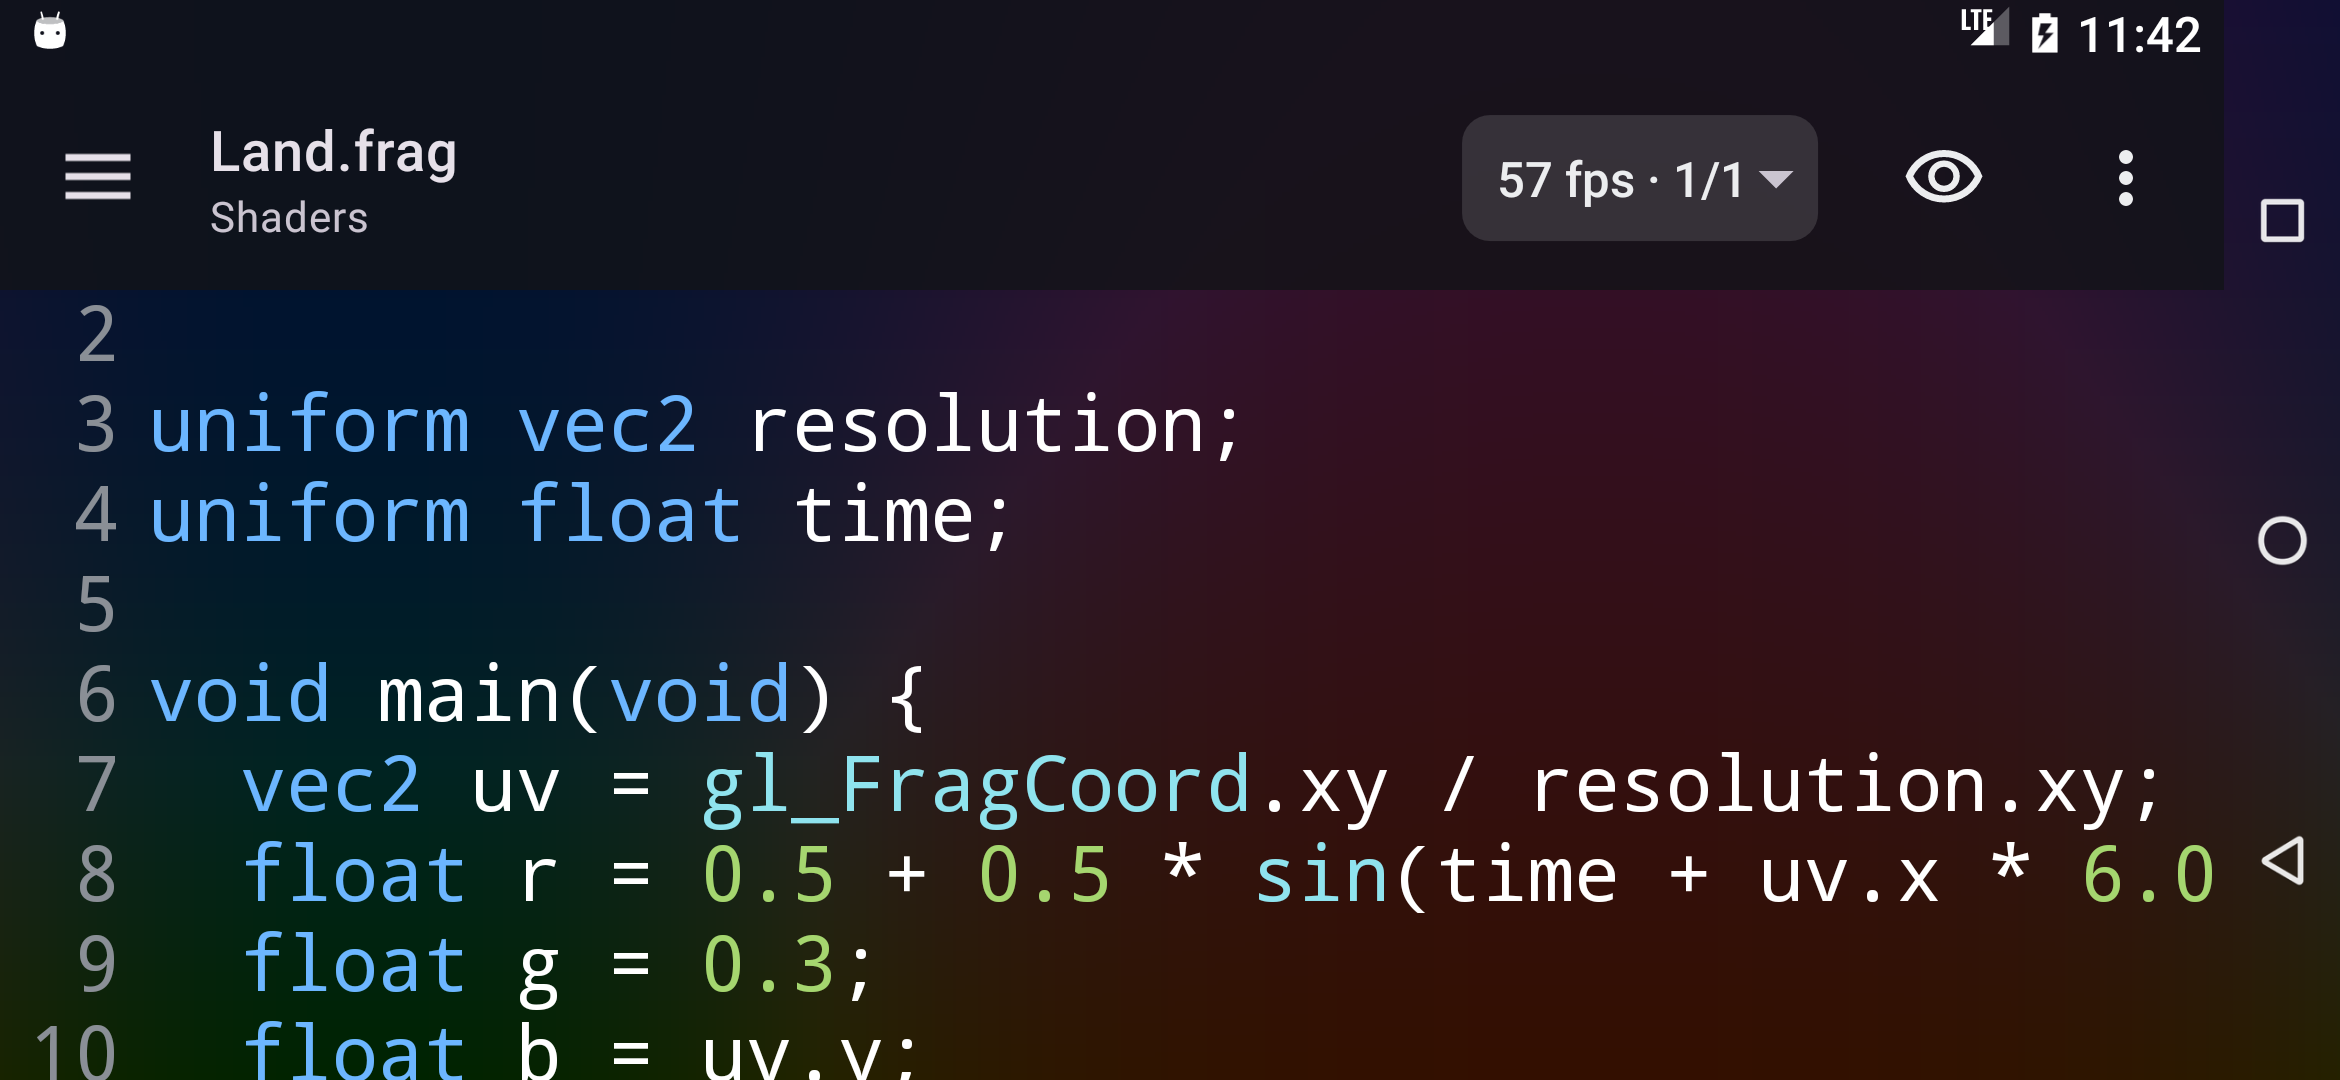 LTE 11:42
Land.frag
Shaders
57 fps · 1/1
2
3 uniform vec2 resolution;
4 uniform float time;
5
6 void main(void) {
7   vec2 uv = gl_FragCoord.xy / resolution.xy;
8   float r = 0.5 + 0.5 * sin(time + uv.x * 6.0
9   float g = 0.3;
10   float b = uv.y;